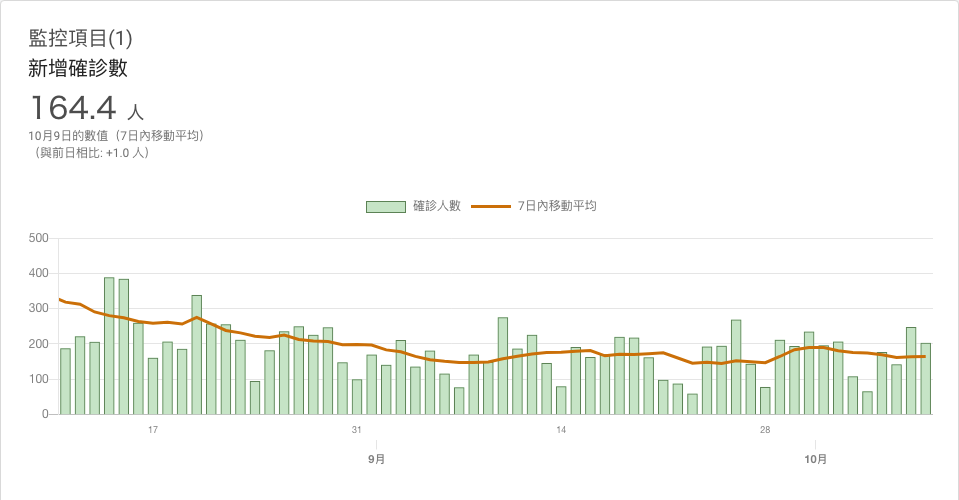 監控項目(1)
新增確診數
164.4 人
10月9日的數值（7日內移動平均）
（與前日相比: +1.0 人）
確診人數 7日內移動平均
500
400
300
200
100
0
17 31 14 28
9月 10月